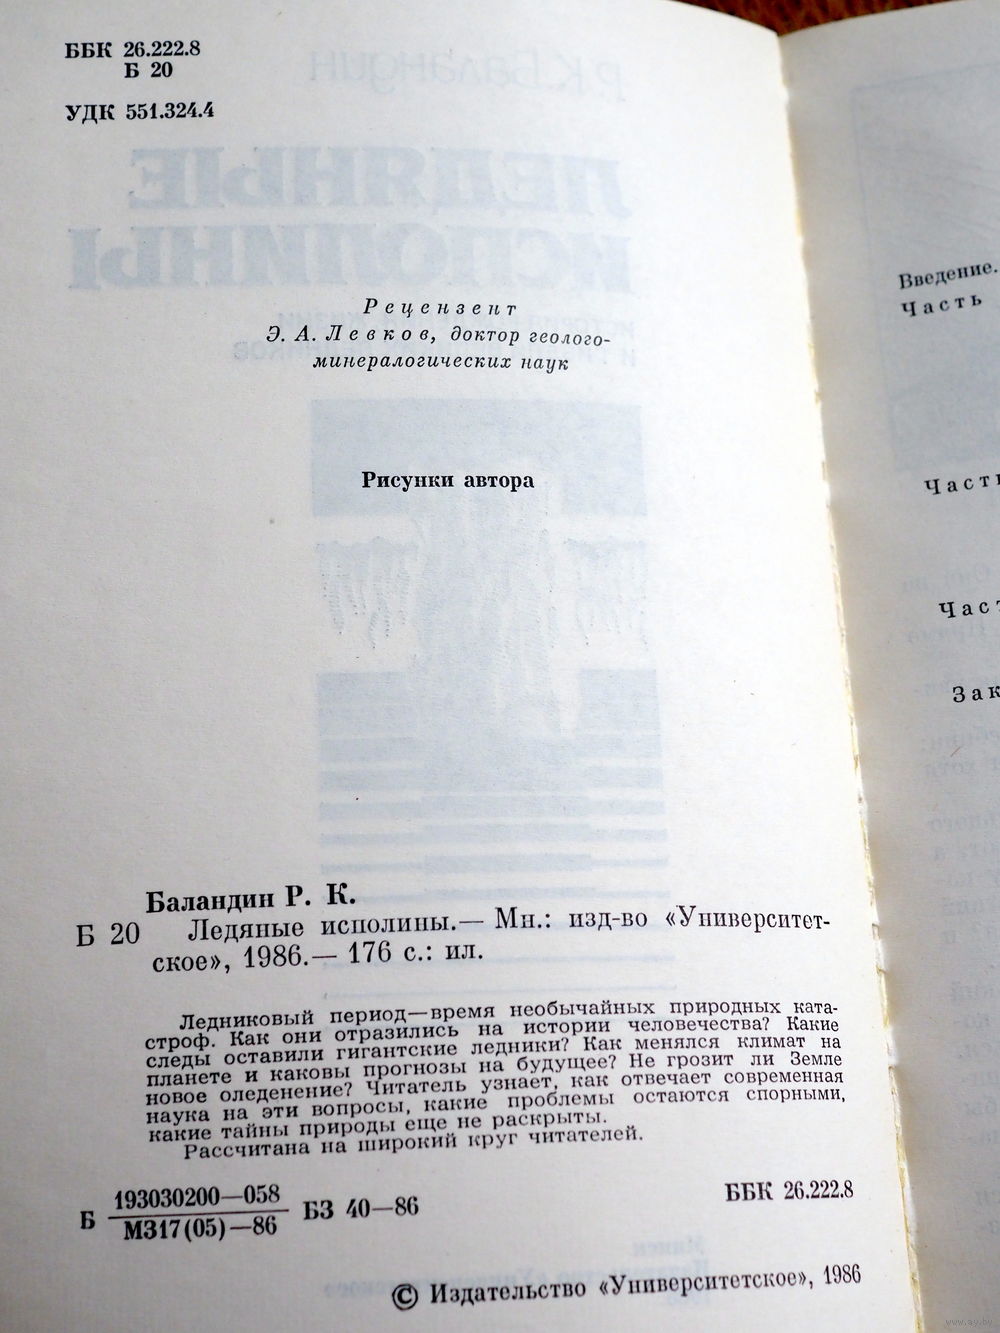 ББК 26.222.8
Б 20
УДК 551.324.4
Рецензент
Э. А. Левков, доктор геолого-
минералогических наук
Рисунки автора
Баландин Р. К.
Б 20 Ледяные исполины.— Мн.: изд-во «Университет-
ское», 1986.— 176 с.: ил.
Ледниковый период—время необычайных природных ката-
строф. Как они отразились на истории человечества? Какие
следы оставили гигантские ледники? Как менялся климат на
планете и каковы прогнозы на будущее? Не грозит ли Земле
новое оледенение? Читатель узнает, как отвечает современная
наука на эти вопросы, какие проблемы остаются спорными,
какие тайны природы еще не раскрыты.
Рассчитана на широкий круг читателей.
Б 193030200—058
М317(05)—86 БЗ 40—86
ББК 26.222.8
© Издательство «Университетское», 1986
Введение.
Часть
www.ay.by